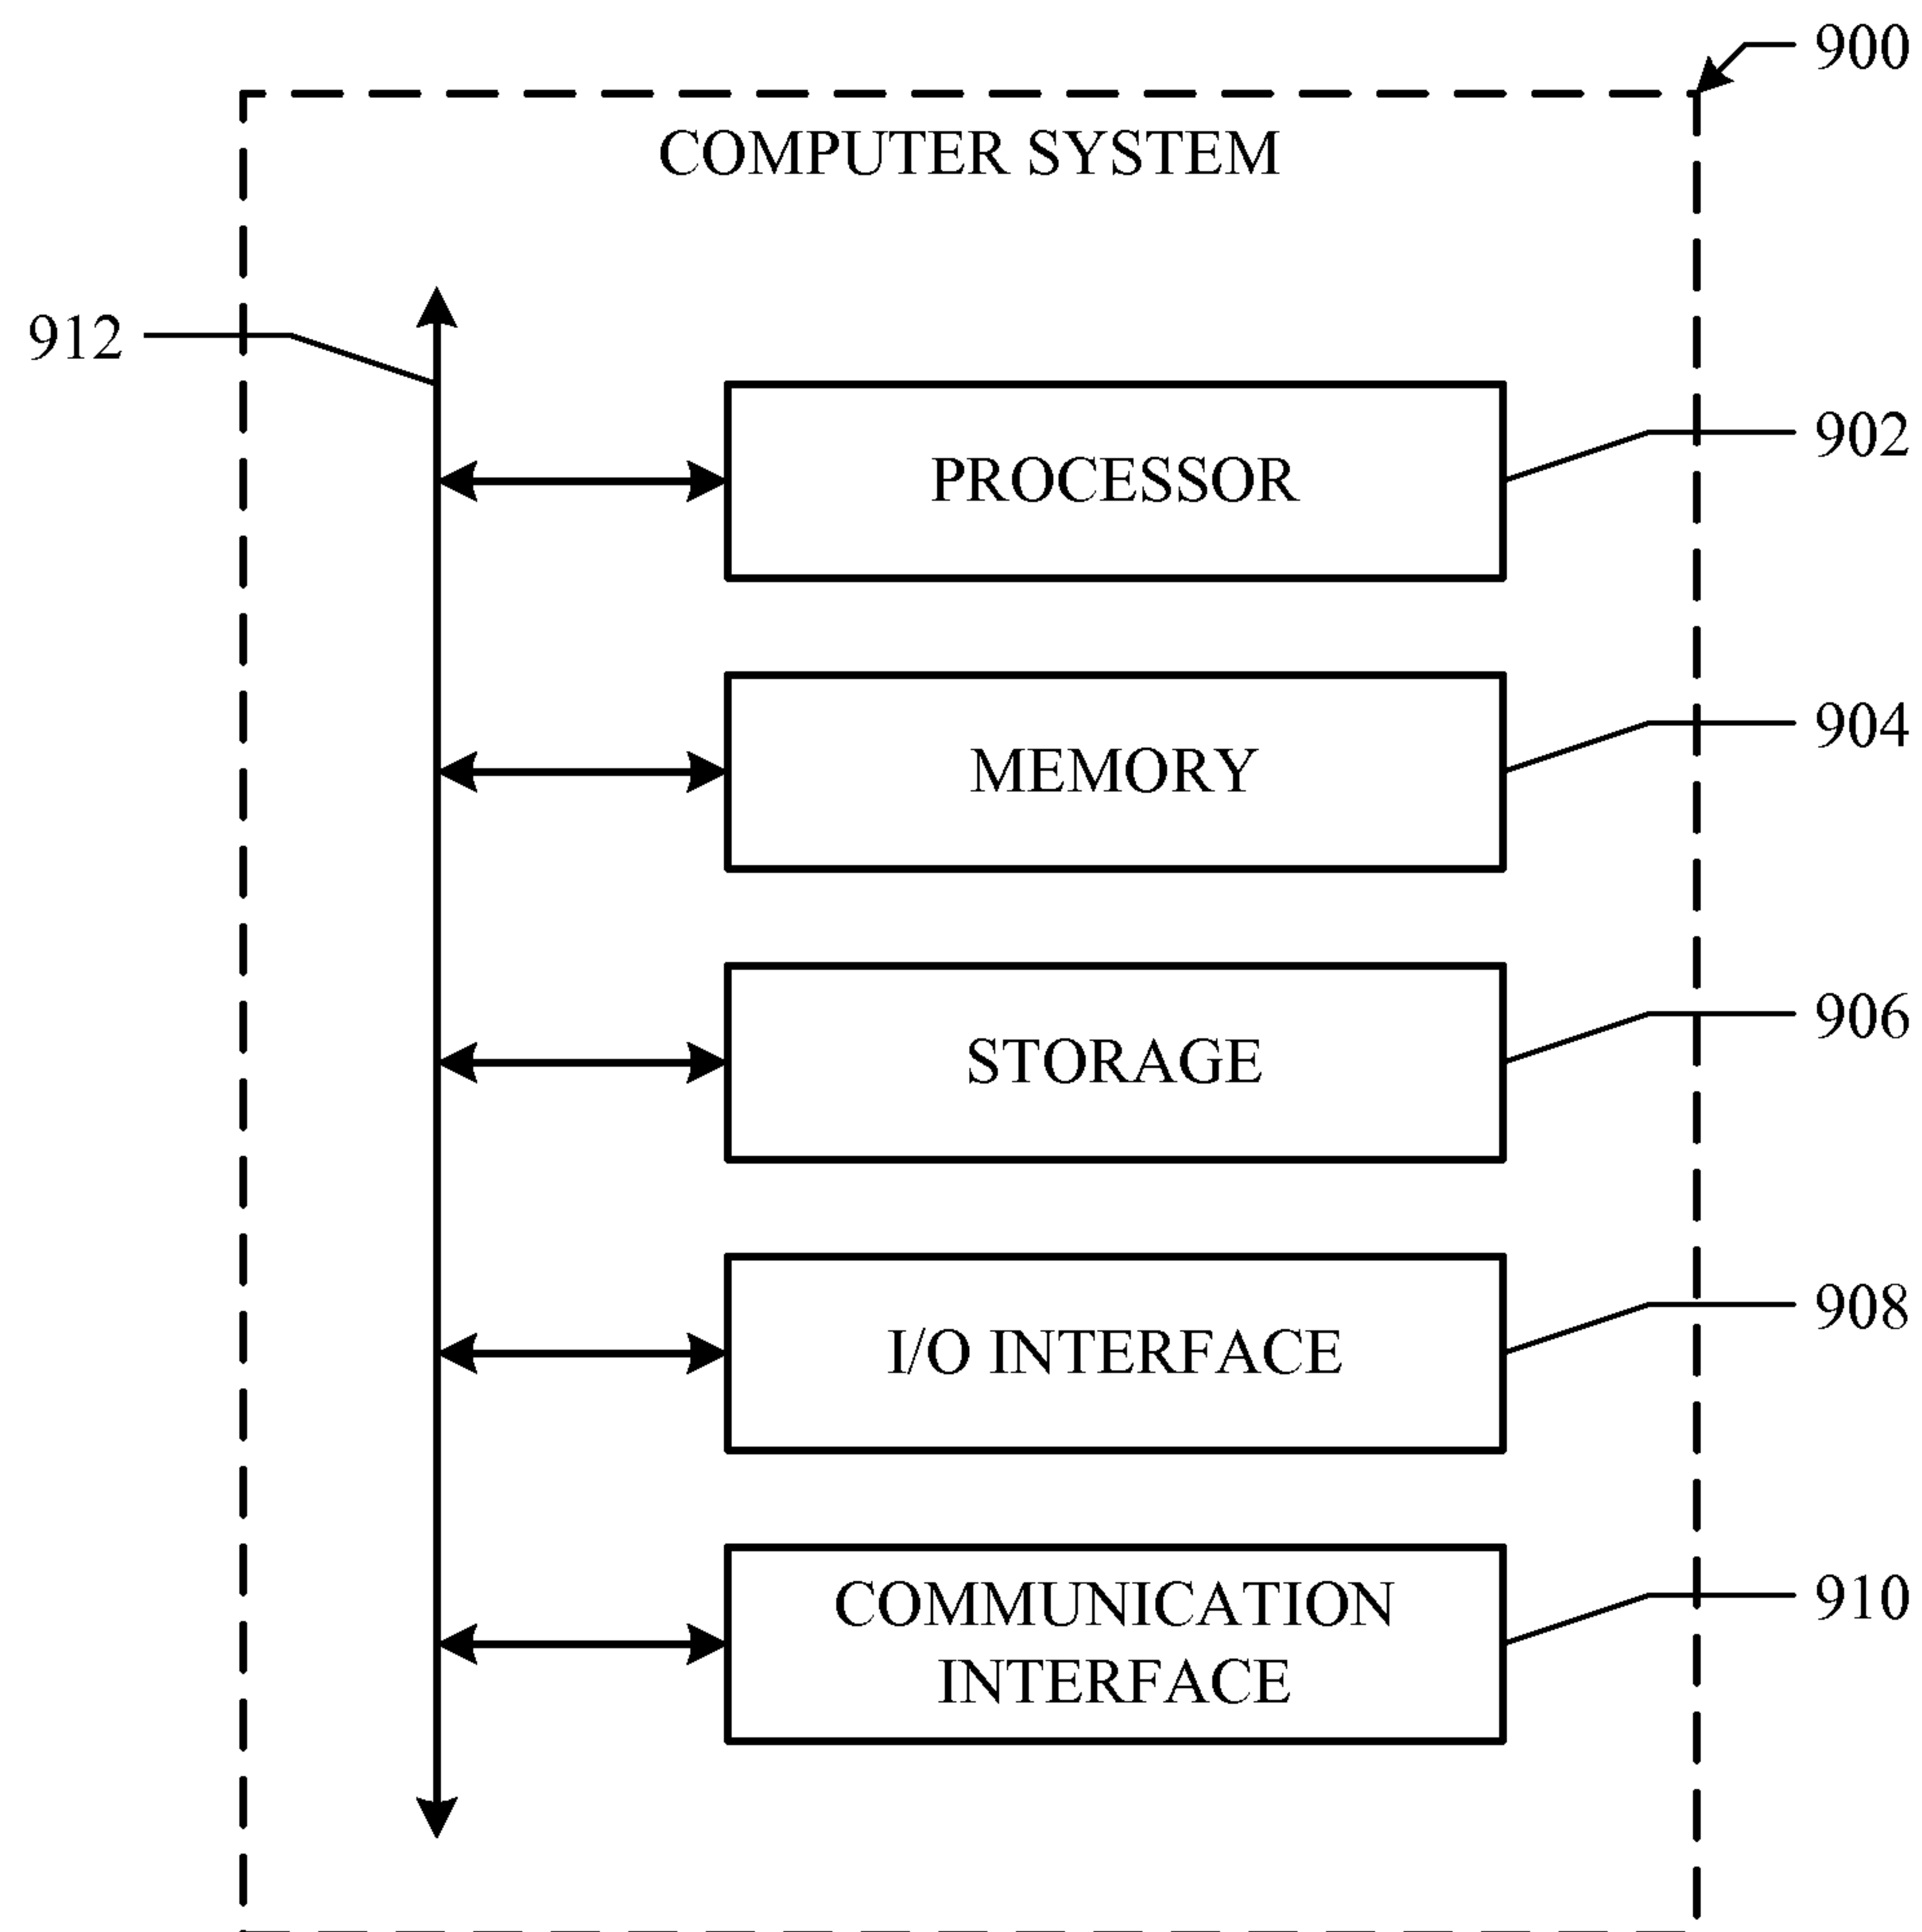 900
COMPUTER SYSTEM
912
PROCESSOR
902
MEMORY
904
STORAGE
906
I/O INTERFACE
908
COMMUNICATION
INTERFACE
910